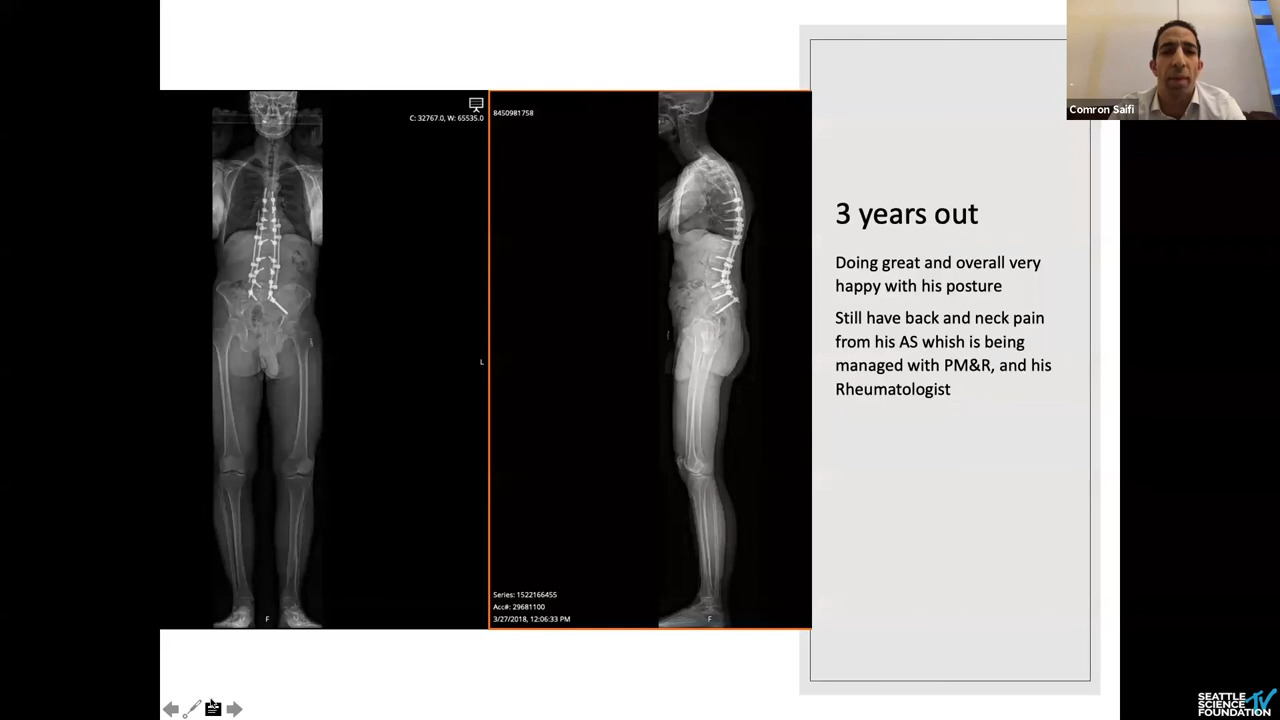 C: 32767.0, W: 65535.0
L
F
8450981758
Series: 1522166455
Acc#: 29681100
3/27/2018, 12:06:33 PM
F
3 years out
Doing great and overall very
happy with his posture
Still have back and neck pain
from his AS whish is being
managed with PM&R, and his
Rheumatologist
Comron Saifi
SEATTLE
SCIENCE
FOUNDATION
TV